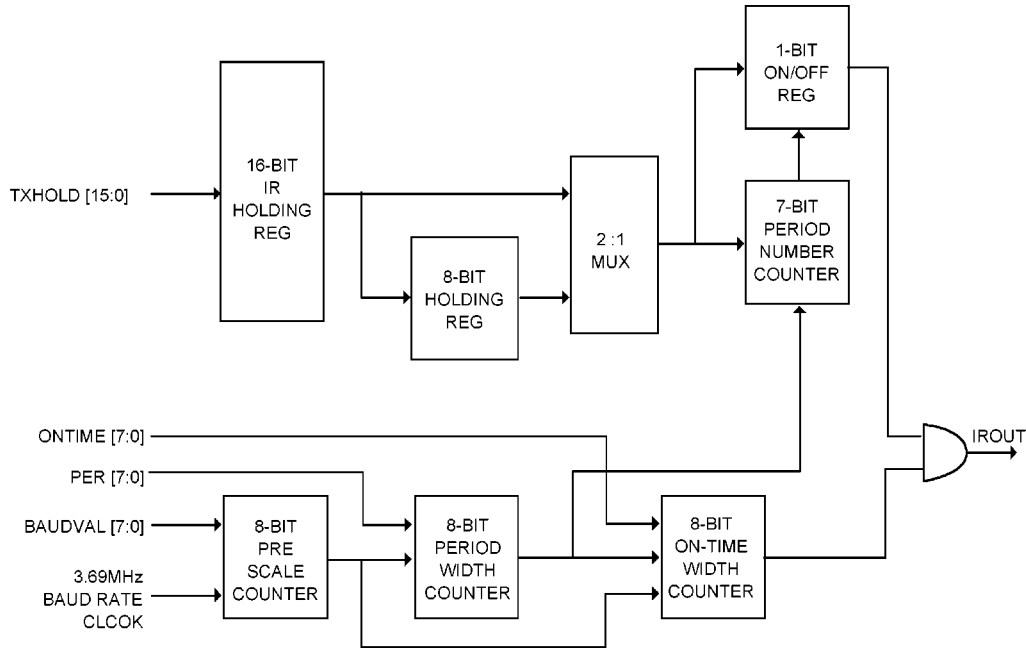 1-BIT
ON/OFF
REG
16-BIT
IR
HOLDING
REG
TXHOLD [15:0]
2 :1
MUX
7-BIT
PERIOD
NUMBER
COUNTER
8-BIT
HOLDING
REG
ONTIME [7:0]
IROUT
PER [7:0]
BAUDVAL [7:0]
8-BIT
PRE
SCALE
COUNTER
8-BIT
PERIOD
WIDTH
COUNTER
8-BIT
ON-TIME
WIDTH
COUNTER
3.69MHz
BAUD RATE
CLCOK